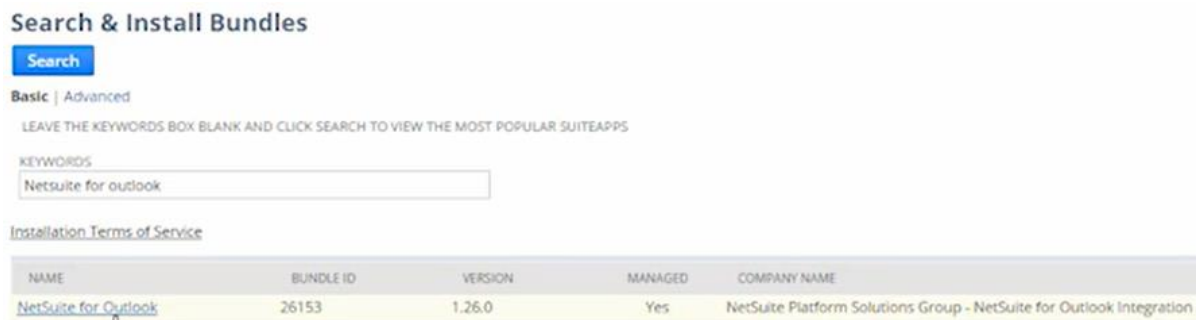 Search & Install Bundles
Search
Basic | Advanced
LEAVE THE KEYWORDS BOX BLANK AND CLICK SEARCH TO VIEW THE MOST POPULAR SUITEAPPS
KEYWORDS
Netsuite for outlook
Installation Terms of Service
NAME BUNDLE ID VERSION MANAGED COMPANY NAME
NetSuite for Outlook 26153 1.26.0 Yes NetSuite Platform Solutions Group - NetSuite for Outlook Integration